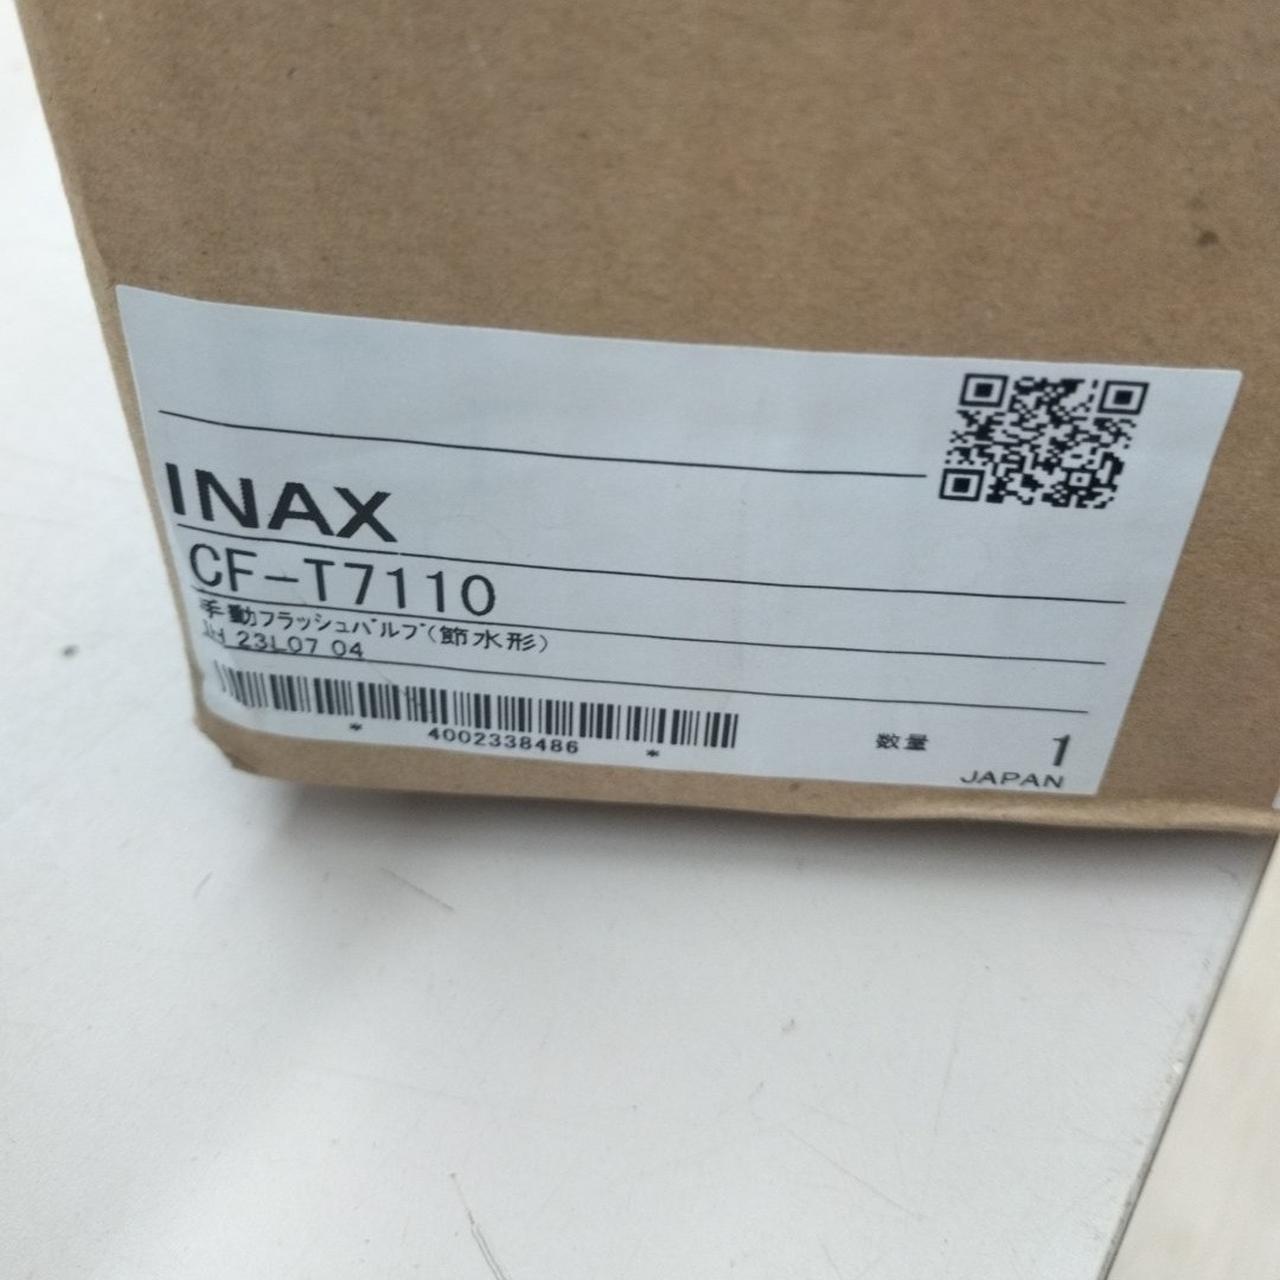 INAX
CF-T7110
手動フラッシュバルブ(節水形)
23L07 04
* 4002338486 *
数量 1
JAPAN